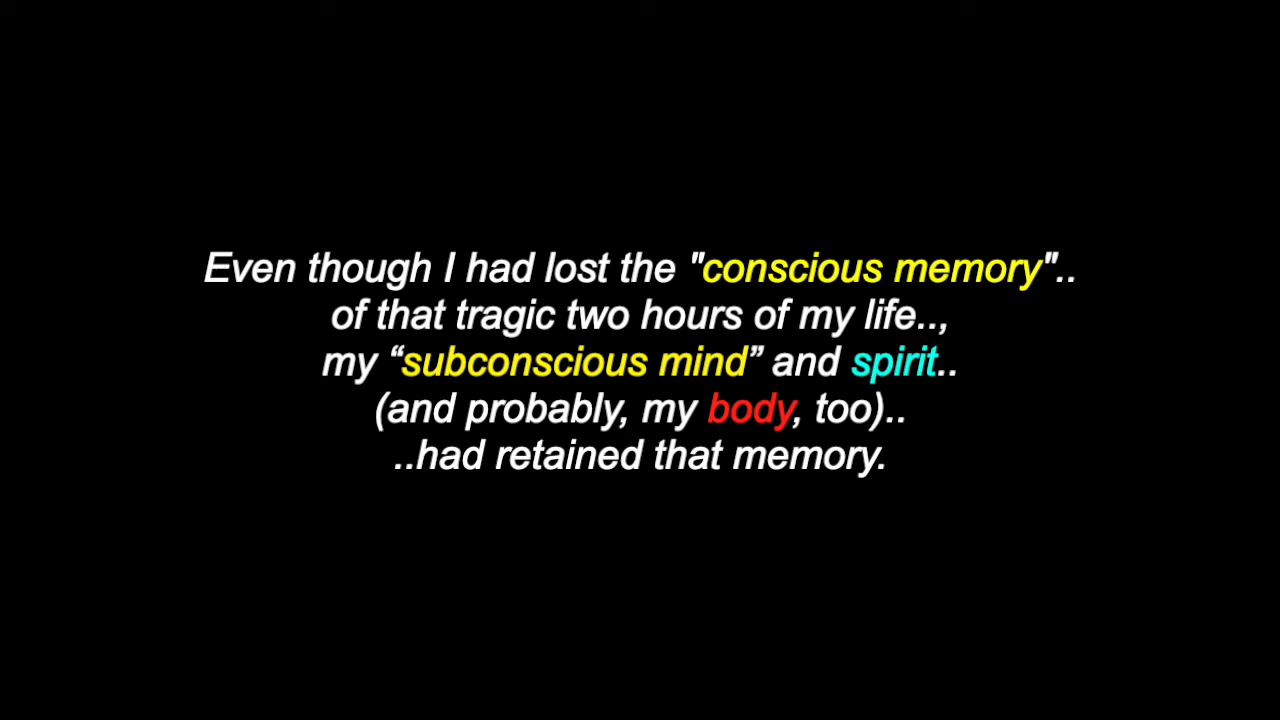 Even though I had lost the "conscious memory"..
of that tragic two hours of my life..,
my “subconscious mind” and spirit..
(and probably, my body, too)..
..had retained that memory.